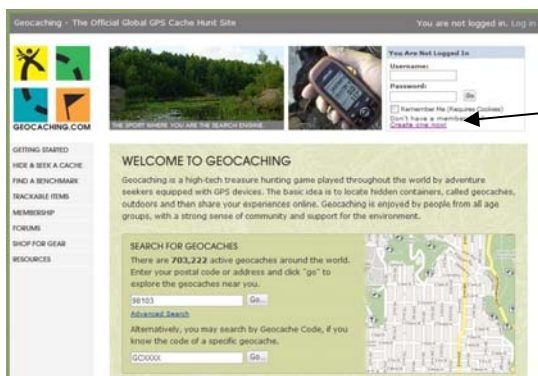 Geocaching - The Official Global GPS Cache Hunt Site
You are not logged in. Log in
You Are Not Logged In
Username:
Password:
Go
Remember Me (Requires Cookies)
Don't have a member
Create one now!
GEOCACHING.COM
THE SPORT WHERE YOU ARE THE SEARCH ENGINE.
GETTING STARTED
HIDE & SEEK A CACHE
FIND A BENCHMARK
TRACKABLE ITEMS
MEMBERSHIP
FORUMS
SHOP FOR GEAR
RESOURCES
WELCOME TO GEOCACHING
Geocaching is a high-tech treasure hunting game played throughout the world by adventure
seekers equipped with GPS devices. The basic idea is to locate hidden containers, called geocaches,
outdoors and then share your experiences online. Geocaching is enjoyed by people from all age
groups, with a strong sense of community and support for the environment.
SEARCH FOR GEOCACHES
There are 703,222 active geocaches around the world.
Enter your postal code or address and click "go" to
explore the geocaches near you.
98103 Go...
Advanced Search
Alternatively, you may search by Geocache Code, if you
know the code of a specific geocache.
GCXXXX Go...